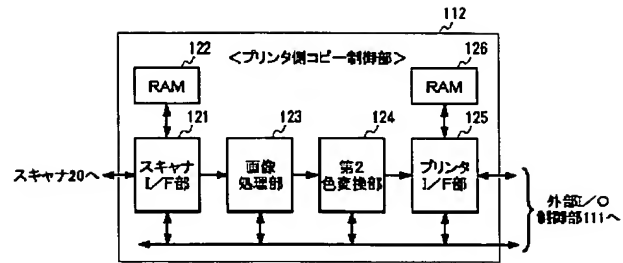 112
122
<プリンタ側コピー制御部>
126
RAM
RAM
121
123
124
125
スキャナ20へ
スキャナ
I/F部
画像
処理部
第2
色変換部
プリンタ
I/F部
外部I/O
制御部111へ